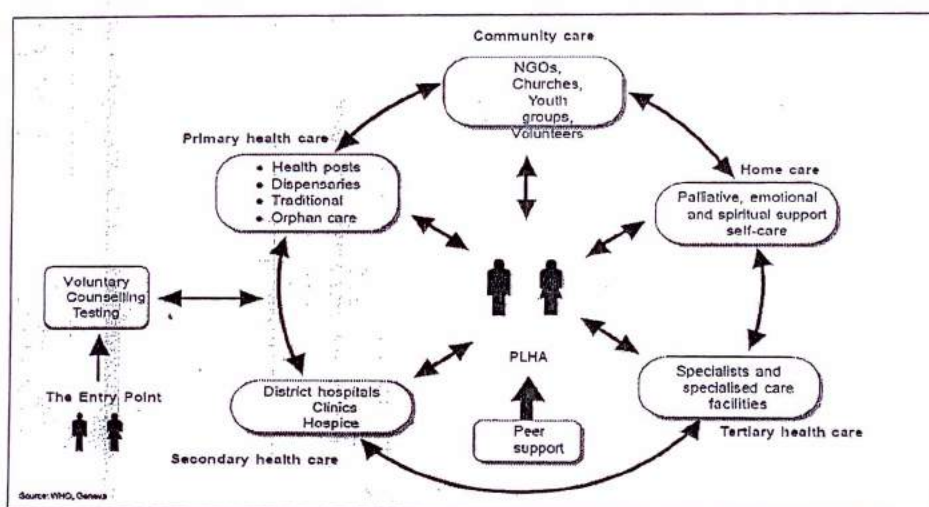 Community care
NGOs,
Churches,
Youth
groups,
Volunteers
Primary health care
• Health posts
• Dispensaries
• Traditional
• Orphan care
Home care
Palliative, emotional
and spiritual support
self-care
Voluntary
Counselling
Testing
The Entry Point
PLHA
Peer
support
District hospitals
Clinics
Hospice
Secondary health care
Specialists and
specialised care
facilities
Tertiary health care
Source: WHO, Geneva